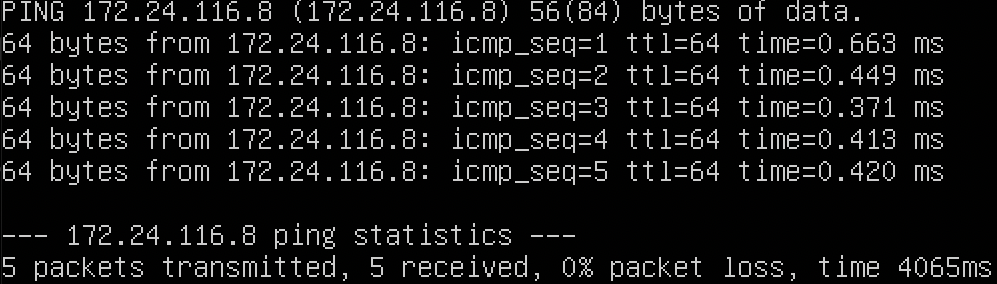 PING 172.24.116.8 (172.24.116.8) 56(84) bytes of data.
64 bytes from 172.24.116.8: icmp_seq=1 ttl=64 time=0.663 ms
64 bytes from 172.24.116.8: icmp_seq=2 ttl=64 time=0.449 ms
64 bytes from 172.24.116.8: icmp_seq=3 ttl=64 time=0.371 ms
64 bytes from 172.24.116.8: icmp_seq=4 ttl=64 time=0.413 ms
64 bytes from 172.24.116.8: icmp_seq=5 ttl=64 time=0.420 ms
--- 172.24.116.8 ping statistics ---
5 packets transmitted, 5 received, 0% packet loss, time 4065ms